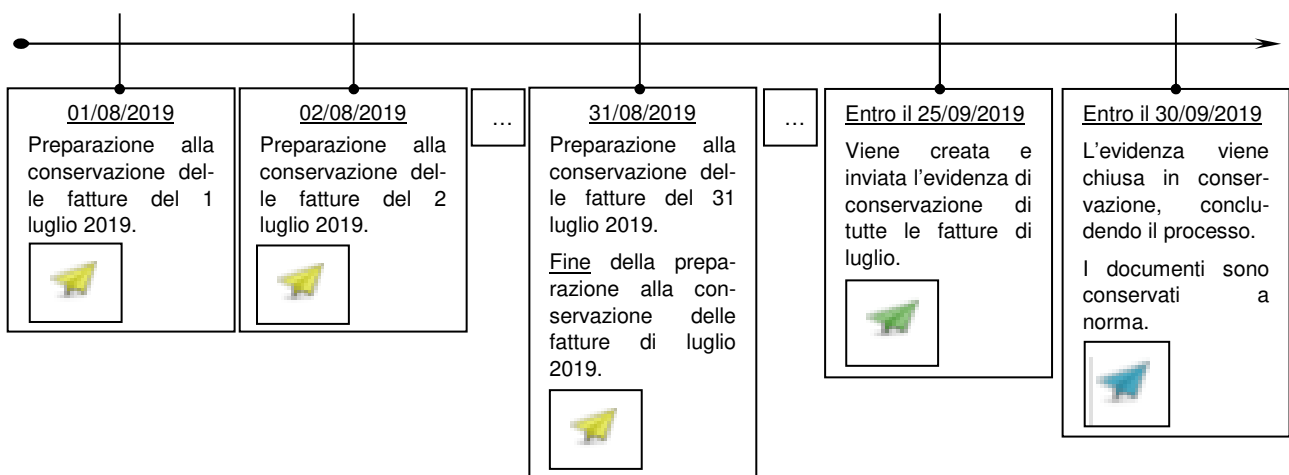 01/08/2019
Preparazione alla
conservazione del-
le fatture del 1
luglio 2019.
02/08/2019
Preparazione alla
conservazione del-
le fatture del 2
luglio 2019.
...
31/08/2019
Preparazione alla
conservazione del-
le fatture del 31
luglio 2019.
Fine della prepa-
razione alla con-
servazione delle
fatture di luglio
2019.
...
Entro il 25/09/2019
Viene creata e
inviata l’evidenza di
conservazione di
tutte le fatture di
luglio.
Entro il 30/09/2019
L’evidenza viene
chiusa in conser-
vazione, conclu-
dendo il processo.
I documenti sono
conservati a
norma.